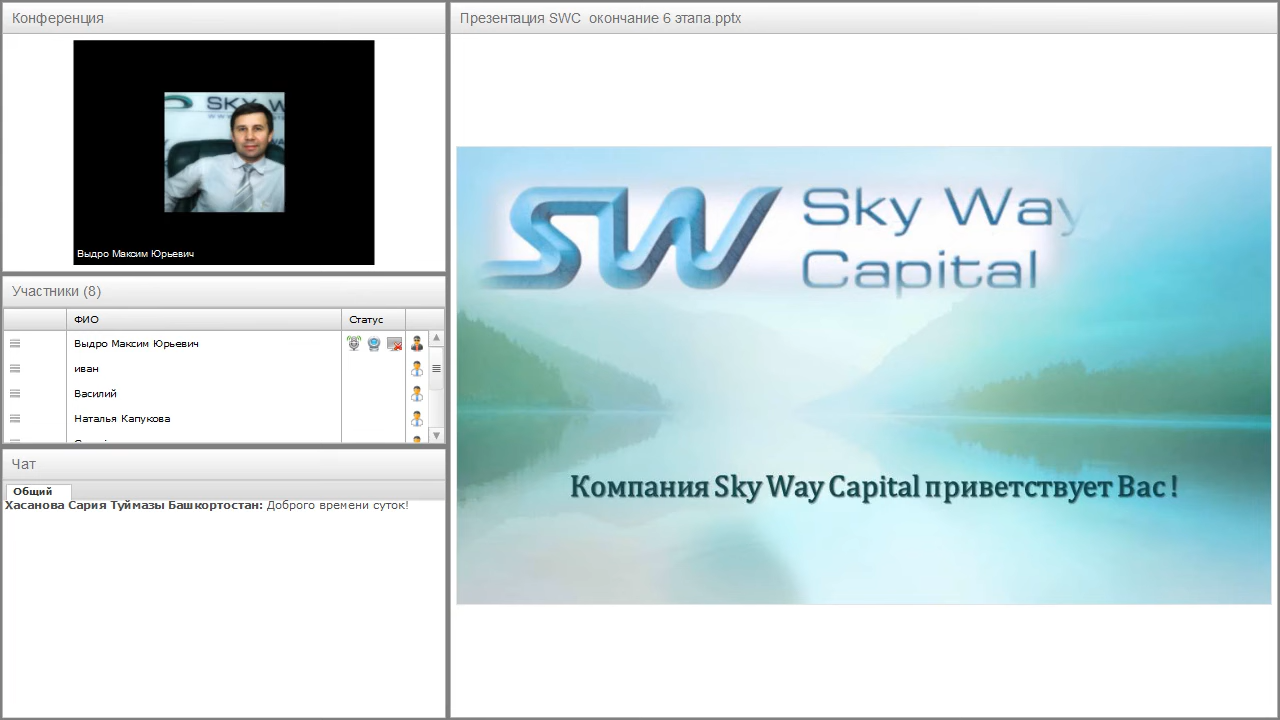 Конференция
SKY W
Выдро Максим Юрьевич
Участники (8)
ФИО Статус
Выдро Максим Юрьевич
иван
Василий
Наталья Капукова
Чат
Общий
Хасанова Сария Туймазы Башкортостан: Доброго времени суток!
Презентация SWC окончание 6 этапа.pptx
SW
Sky Way
Capital
Компания Sky Way Capital приветствует Вас !